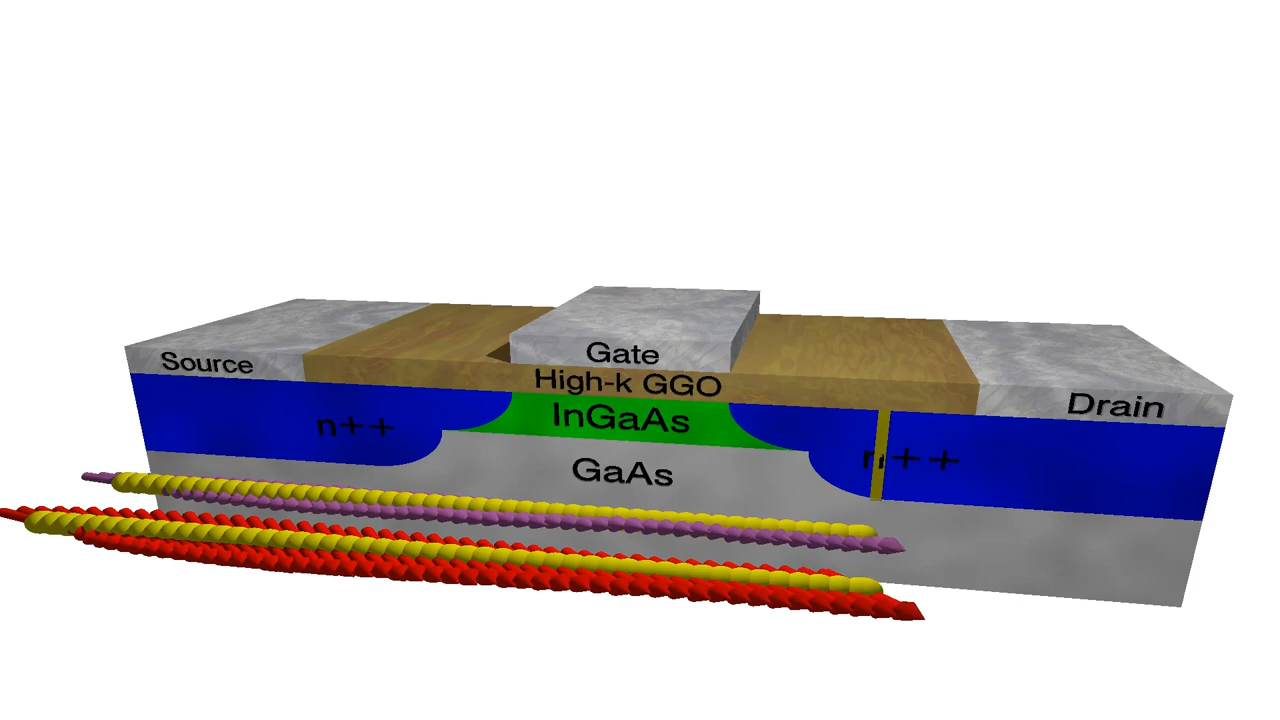 Gate
Source
High-k GGO
Drain
InGaAs
n++
n++
GaAs